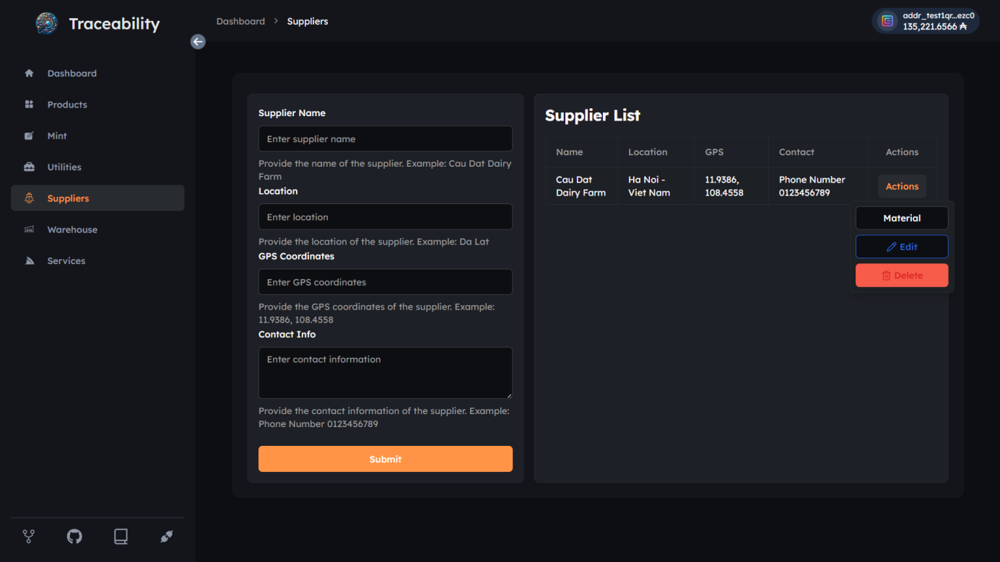 Traceability
Dashboard
Products
Mint
Utilities
Suppliers
Warehouse
Services
Dashboard > Suppliers
addr_test1qr...ezc0
135,221.6566 ₳
Supplier Name
Enter supplier name
Provide the name of the supplier. Example: Cau Dat Dairy
Farm
Location
Enter location
Provide the location of the supplier. Example: Da Lat
GPS Coordinates
Enter GPS coordinates
Provide the GPS coordinates of the supplier. Example:
11.9386, 108.4558
Contact Info
Enter contact information
Provide the contact information of the supplier. Example:
Phone Number 0123456789
Submit
Supplier List
Name Location GPS Contact Actions
Cau Dat Ha Noi - 11.9386, Phone Number Actions
Dairy Farm Viet Nam 108.4558 0123456789
Material
Edit
Delete